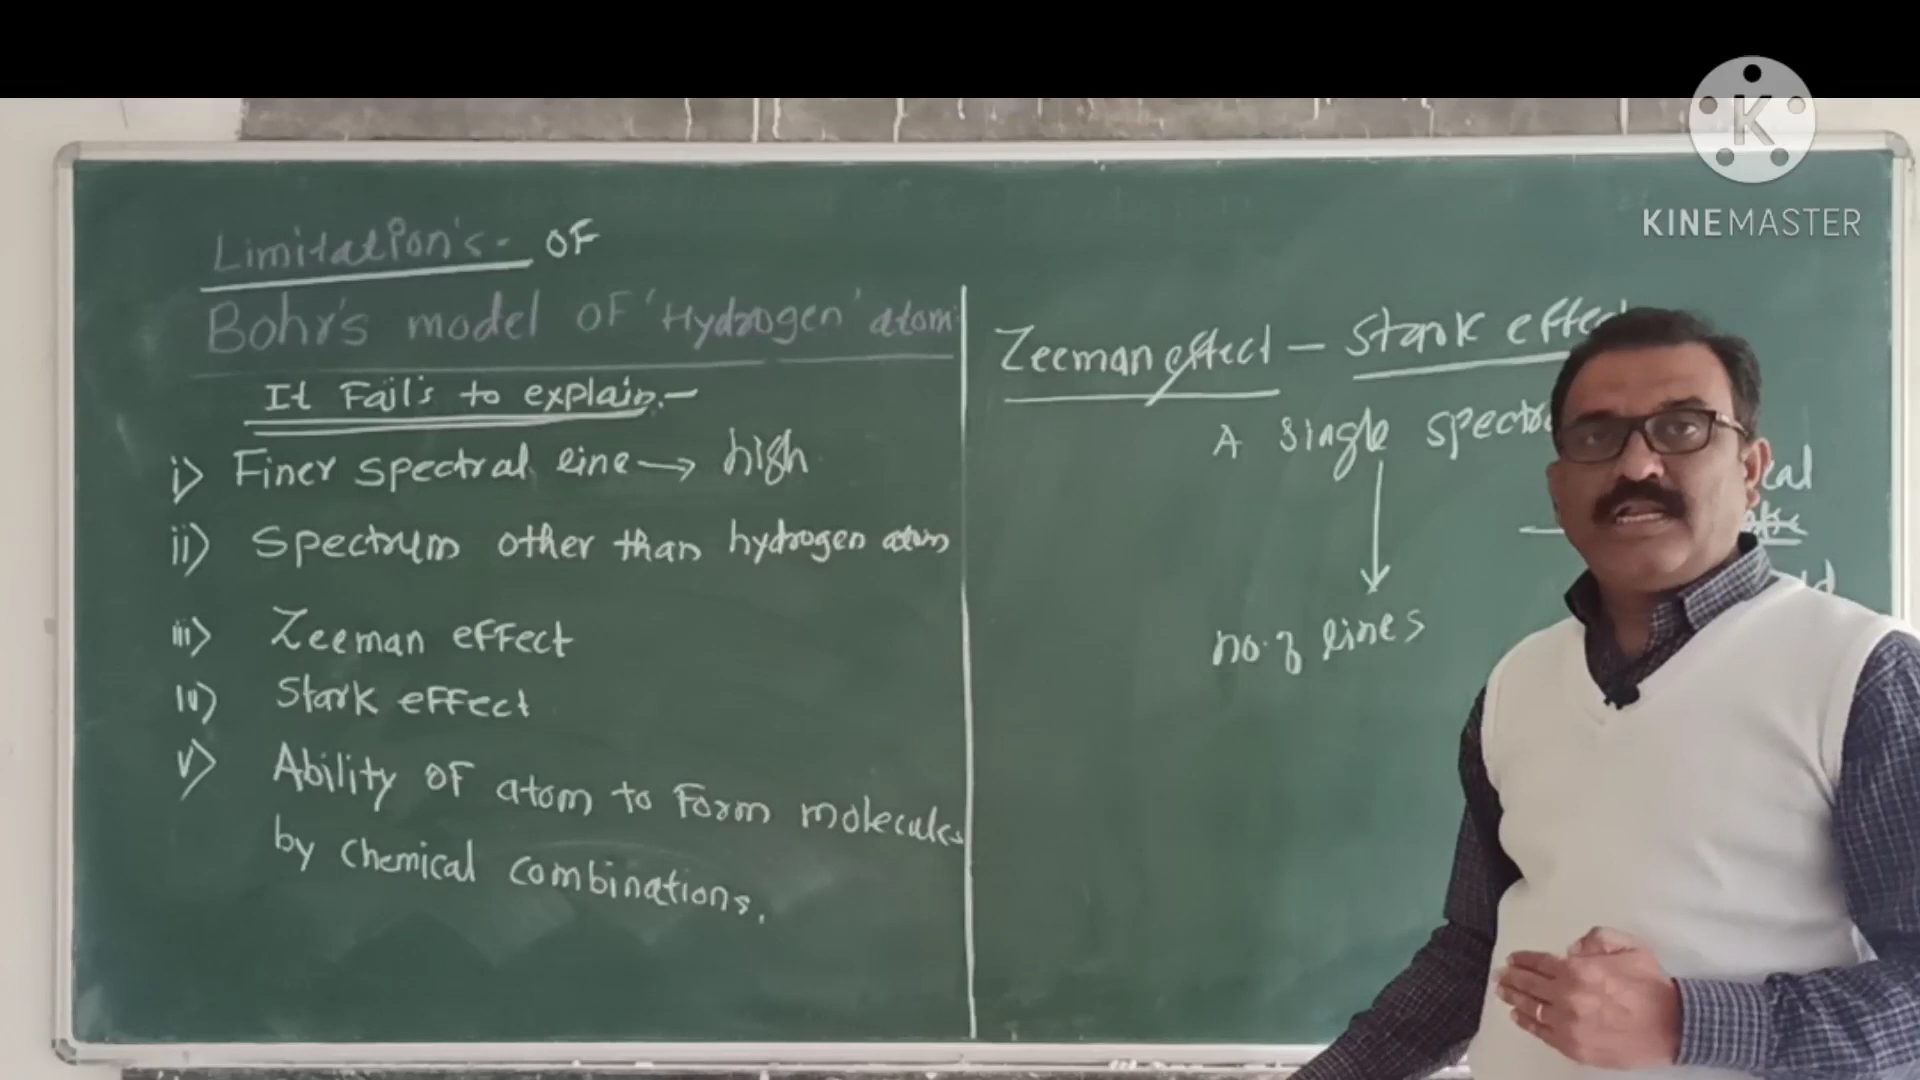 Limitation's - OF
Bohr's model OF 'Hydrogen' atom
It Fails to explain.-
i) Finer spectral line → high
ii) Spectrum other than hydrogen atom
iii) Zeeman effect
iv) Stark effect
v) Ability OF atom to Form molecules
by chemical combinations.
Zeeman effect - Stark effect
A single
no. of lines
K
KINEMASTER